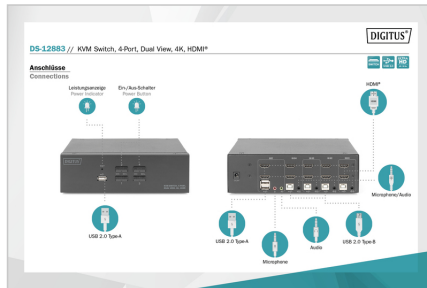 DIGITUS®
DS-12883 // KVM Switch, 4-Port, Dual View, 4K, HDMI®
Anschlüsse
Connections
Leistungsanzeige
Power Indicator
Ein-/Aus-Schalter
Power Button
HDMI®
DIGITUS
Microphone/Audio
USB 2.0 Type-A
USB 2.0 Type-A
Microphone
Audio
USB 2.0 Type-B